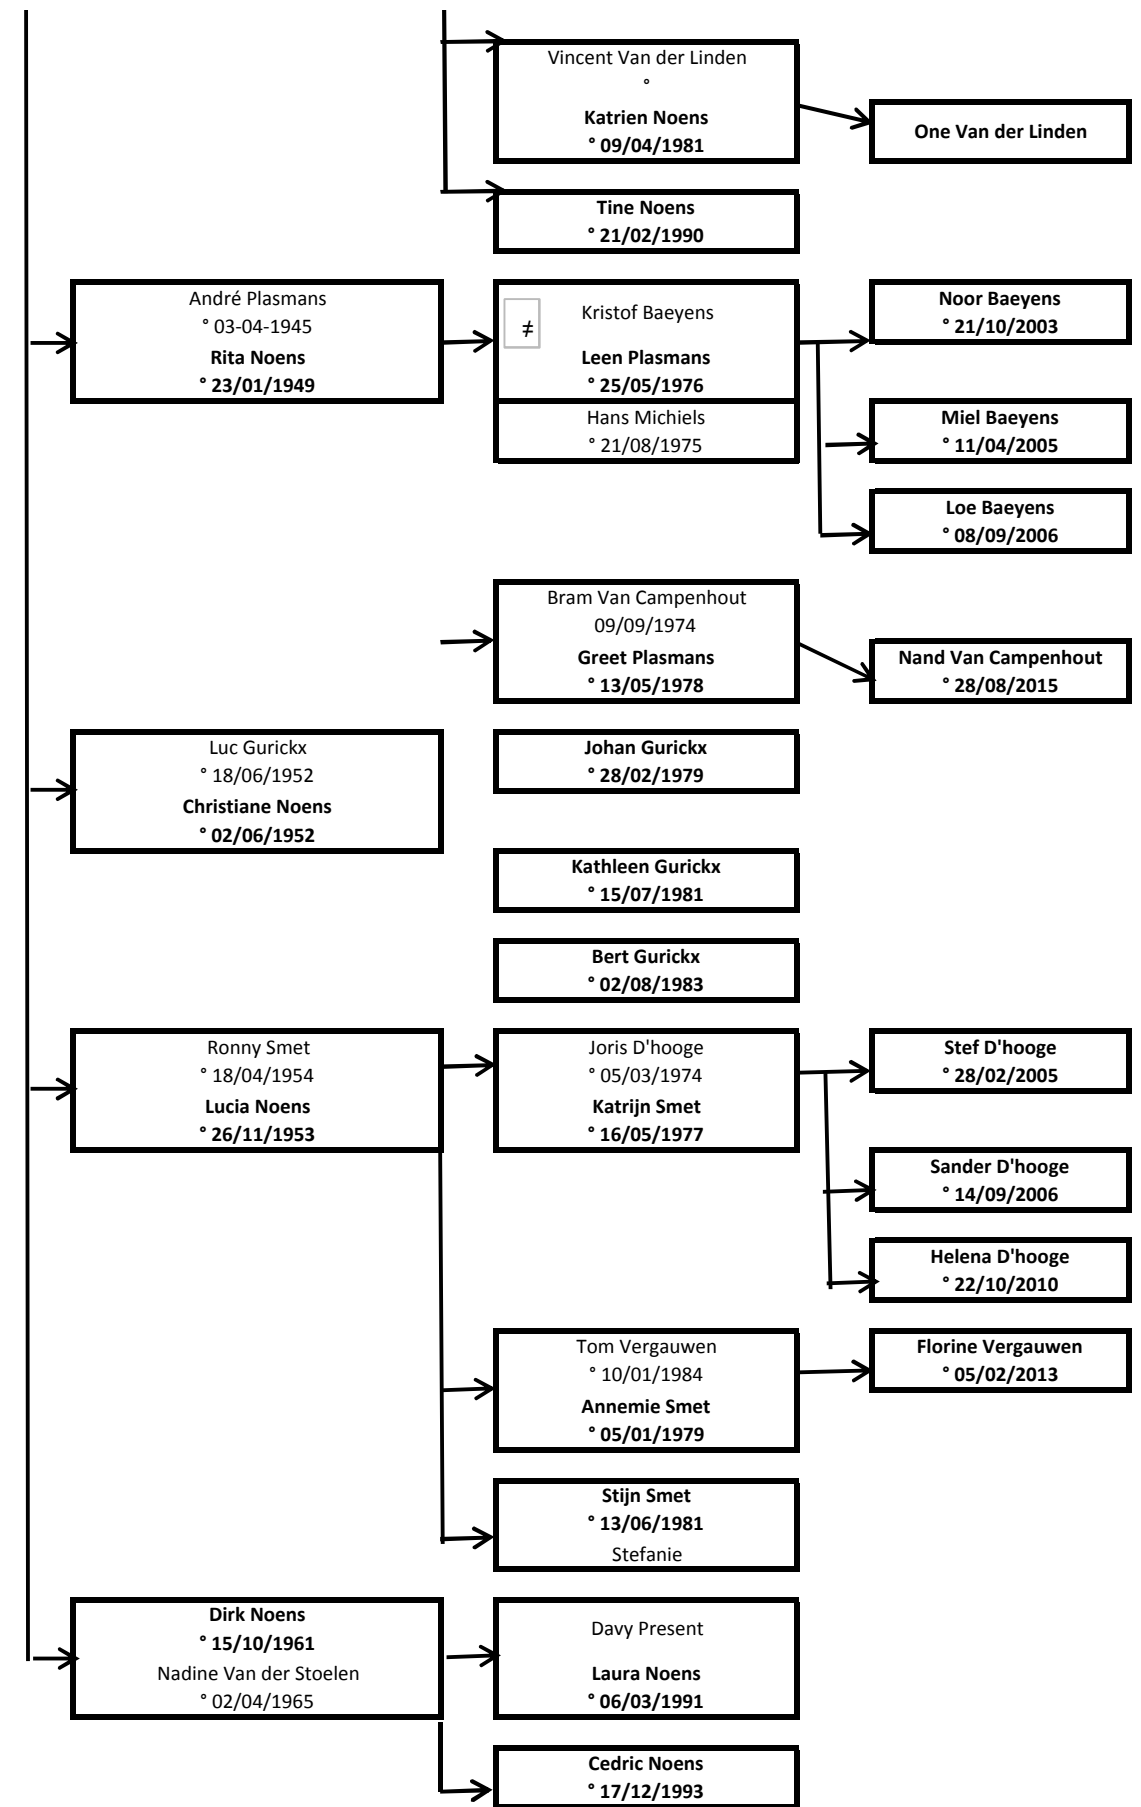 Vincent Van der Linden
°
Katrien Noens
° 09/04/1981
One Van der Linden
Tine Noens
° 21/02/1990
André Plasmans
° 03-04-1945
Rita Noens
° 23/01/1949
≠
Kristof Baeyens
Leen Plasmans
° 25/05/1976
Hans Michiels
° 21/08/1975
Noor Baeyens
° 21/10/2003
Miel Baeyens
° 11/04/2005
Loe Baeyens
° 08/09/2006
Bram Van Campenhout
09/09/1974
Greet Plasmans
° 13/05/1978
Nand Van Campenhout
° 28/08/2015
Luc Gurickx
° 18/06/1952
Christiane Noens
° 02/06/1952
Johan Gurickx
° 28/02/1979
Kathleen Gurickx
° 15/07/1981
Bert Gurickx
° 02/08/1983
Ronny Smet
° 18/04/1954
Lucia Noens
° 26/11/1953
Joris D'hooge
° 05/03/1974
Katrijn Smet
° 16/05/1977
Stef D'hooge
° 28/02/2005
Sander D'hooge
° 14/09/2006
Helena D'hooge
° 22/10/2010
Tom Vergauwen
° 10/01/1984
Annemie Smet
° 05/01/1979
Florine Vergauwen
° 05/02/2013
Stijn Smet
° 13/06/1981
Stefanie
Dirk Noens
° 15/10/1961
Nadine Van der Stoelen
° 02/04/1965
Davy Present
Laura Noens
° 06/03/1991
Cedric Noens
° 17/12/1993